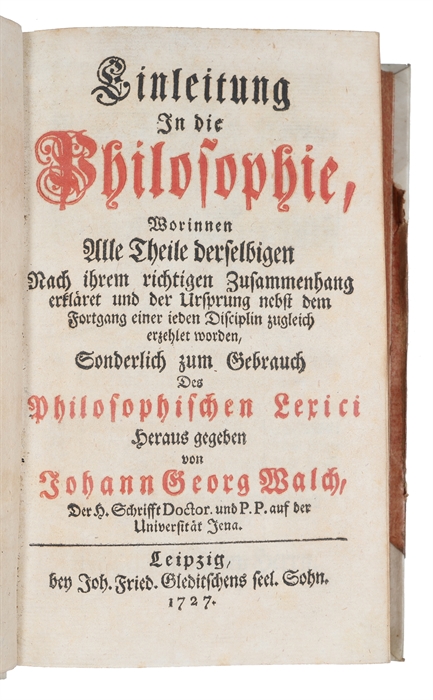 Einleitung
In die
Philosophie,
Worinnen
Alle Theile derselbigen
Nach ihrem richtigen Zusammenhang
erkläret und der Ursprung nebst dem
Fortgang einer ieden Disciplin zugleich
erzehlet worden,
Sonderlich zum Gebrauch
Des
Philosophischen Lexici
Heraus gegeben
von
Johann Georg Walch,
Der H. Schrifft Doctor. und P. P. auf der
Universität Jena.
Leipzig,
bey Joh. Fried. Gleditschens seel. Sohn.
1727.